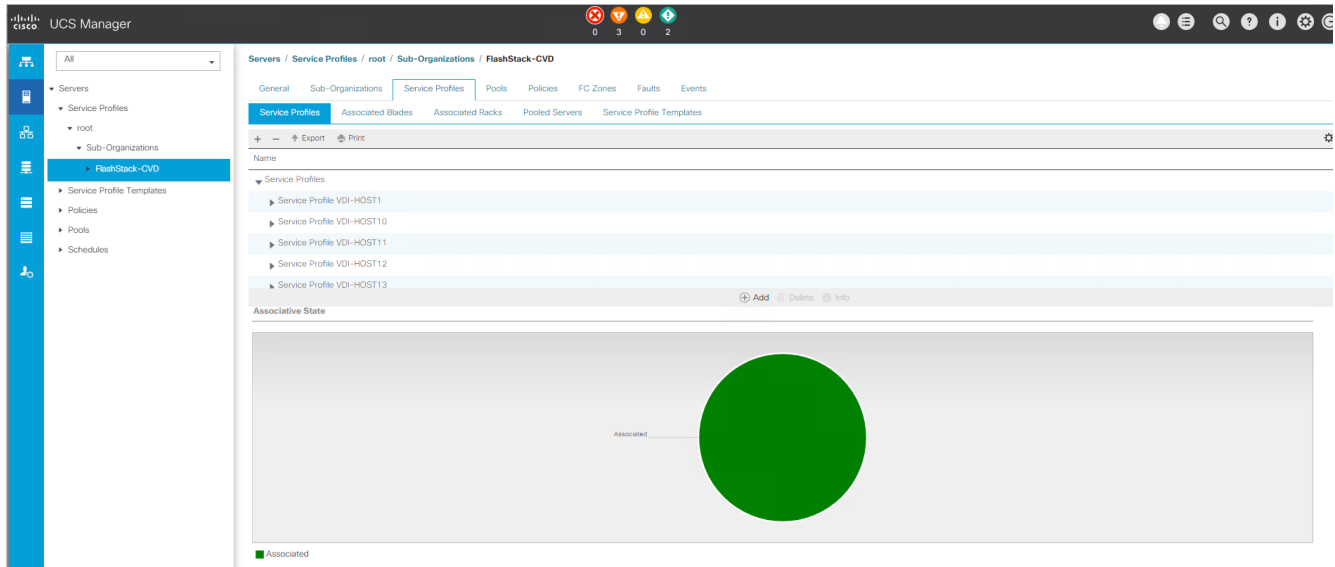 cisco UCS Manager
0 3 0 2
All
Servers
Service Profiles
root
Sub-Organizations
FlashStack-CVD
Service Profile Templates
Policies
Pools
Schedules
Servers / Service Profiles / root / Sub-Organizations / FlashStack-CVD
General Sub-Organizations Service Profiles Pools Policies FC Zones Faults Events
Service Profiles Associated Blades Associated Racks Pooled Servers Service Profile Templates
+ − Export Print
Name
Service Profiles
Service Profile VDI-HOST1
Service Profile VDI-HOST10
Service Profile VDI-HOST11
Service Profile VDI-HOST12
Service Profile VDI-HOST13
Add Delete Info
Associative State
Associated
Associated